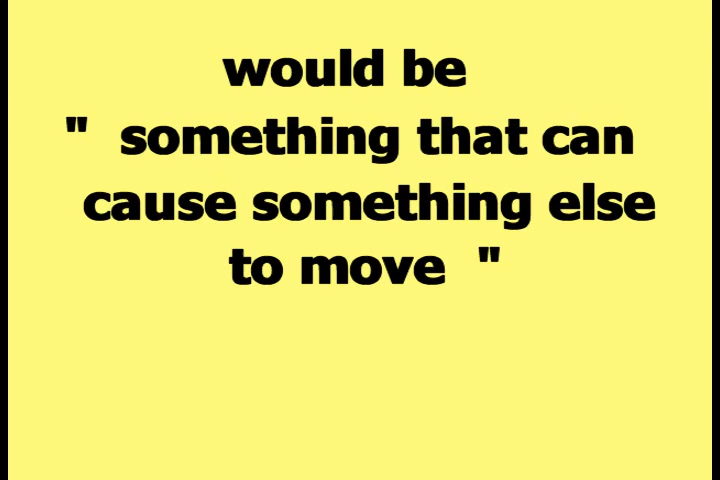 would be
" something that can
cause something else
to move "